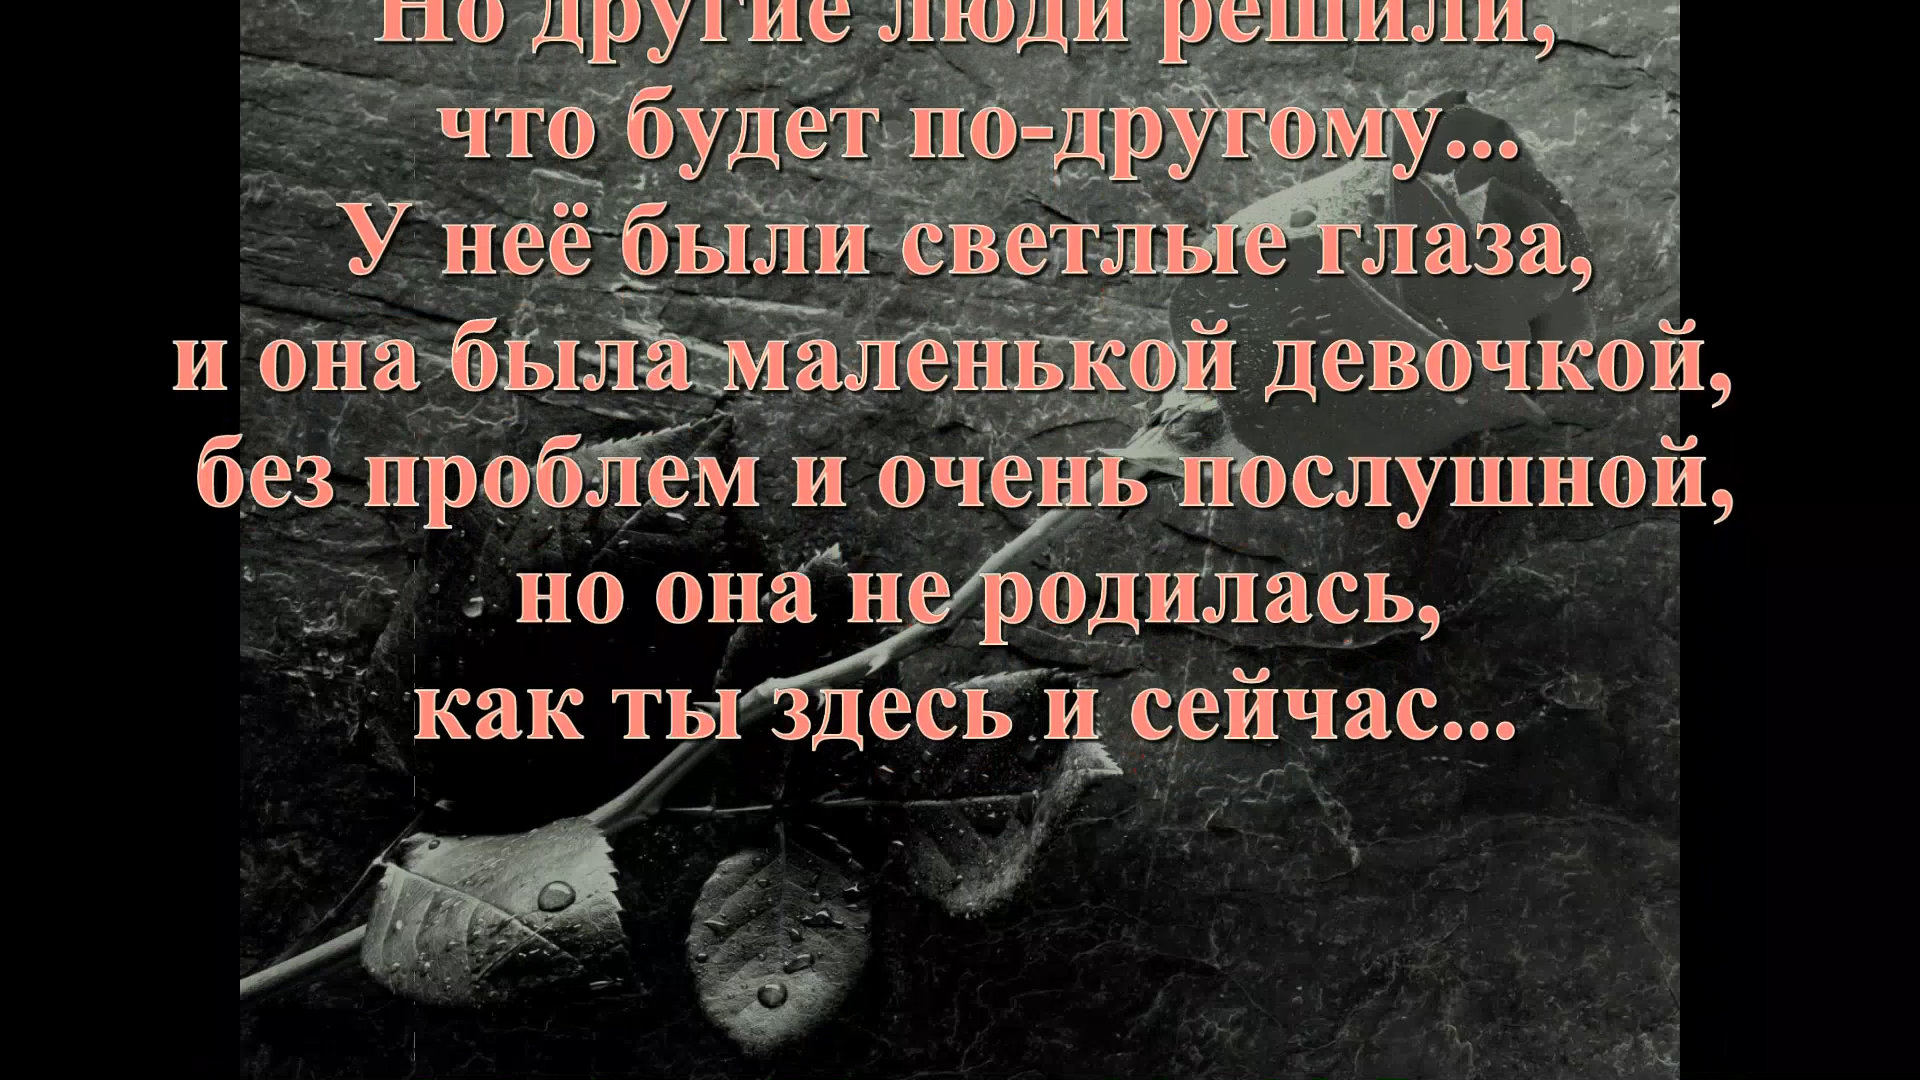 Но другие люди решили,
что будет по-другому...
У неё были светлые глаза,
и она была маленькой девочкой,
без проблем и очень послушной,
но она не родилась,
как ты здесь и сейчас...